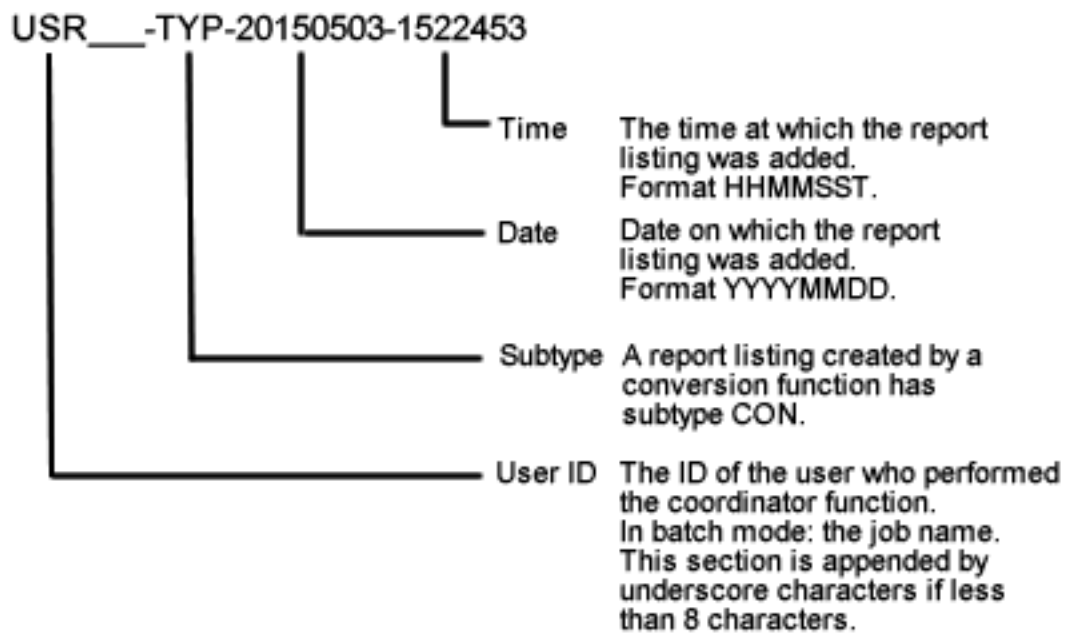 USR___-TYP-20150503-1522453
Time The time at which the report
listing was added.
Format HHMMSST.
Date Date on which the report
listing was added.
Format YYYYMMDD.
Subtype A report listing created by a
conversion function has
subtype CON.
User ID The ID of the user who performed
the coordinator function.
In batch mode: the job name.
This section is appended by
underscore characters if less
than 8 characters.